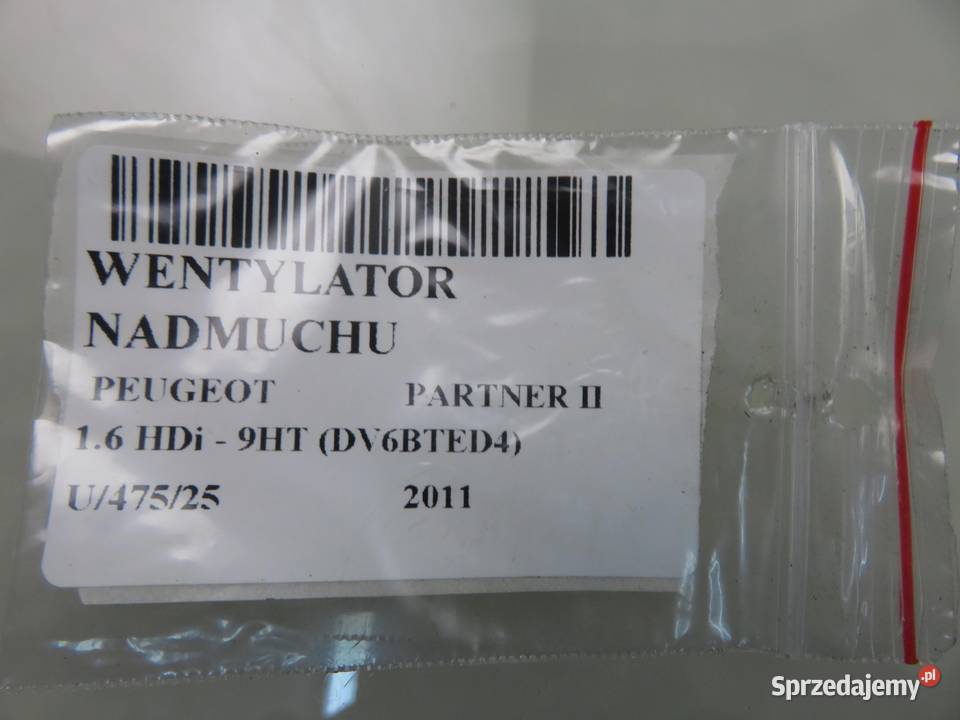 WENTYLATOR
NADMUCHU
PEUGEOT PARTNER II
1.6 HDi - 9HT (DV6BTED4)
U/475/25 2011
Sprzedajemy.pl